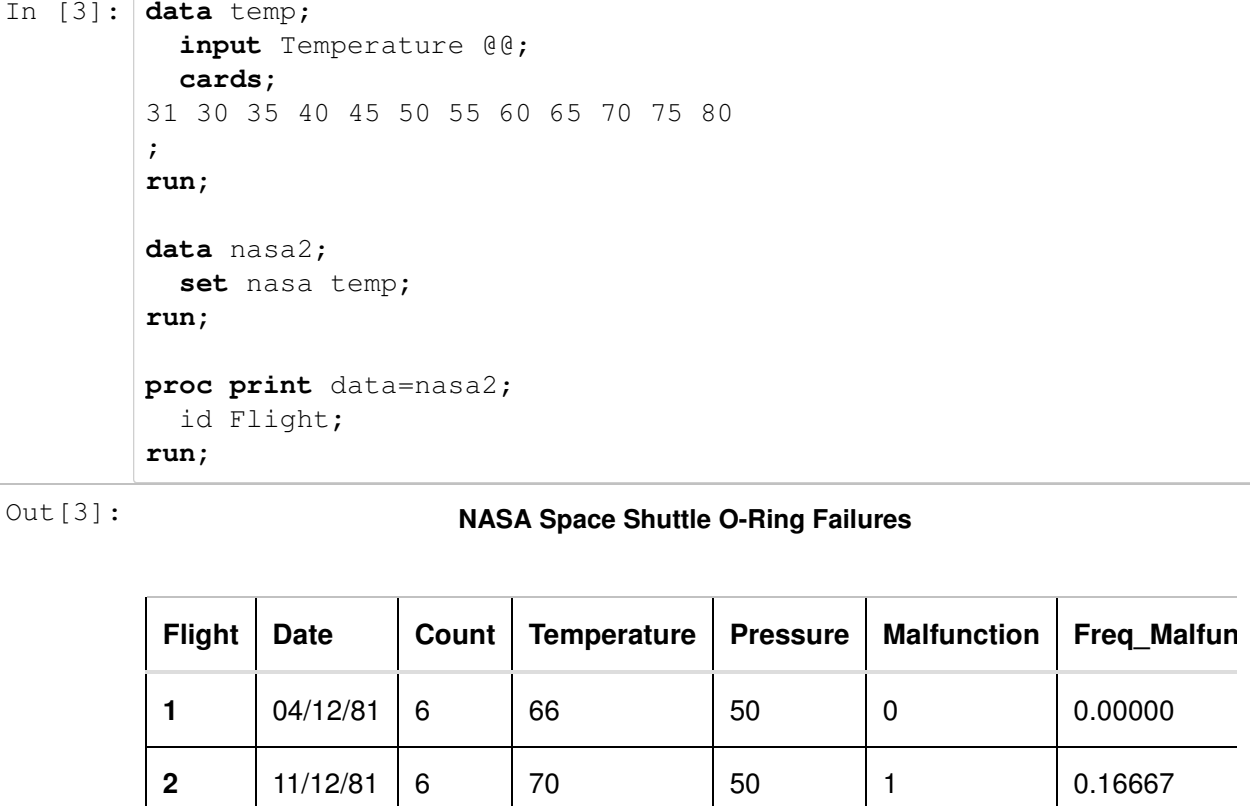 In [3]: data temp;
input Temperature @@;
cards;
31 30 35 40 45 50 55 60 65 70 75 80
;
run;
data nasa2;
set nasa temp;
run;
proc print data=nasa2;
id Flight;
run;
Out[3]:
NASA Space Shuttle O-Ring Failures
Flight Date Count Temperature Pressure Malfunction Freq_Malfun
1 04/12/81 6 66 50 0 0.00000
2 11/12/81 6 70 50 1 0.16667